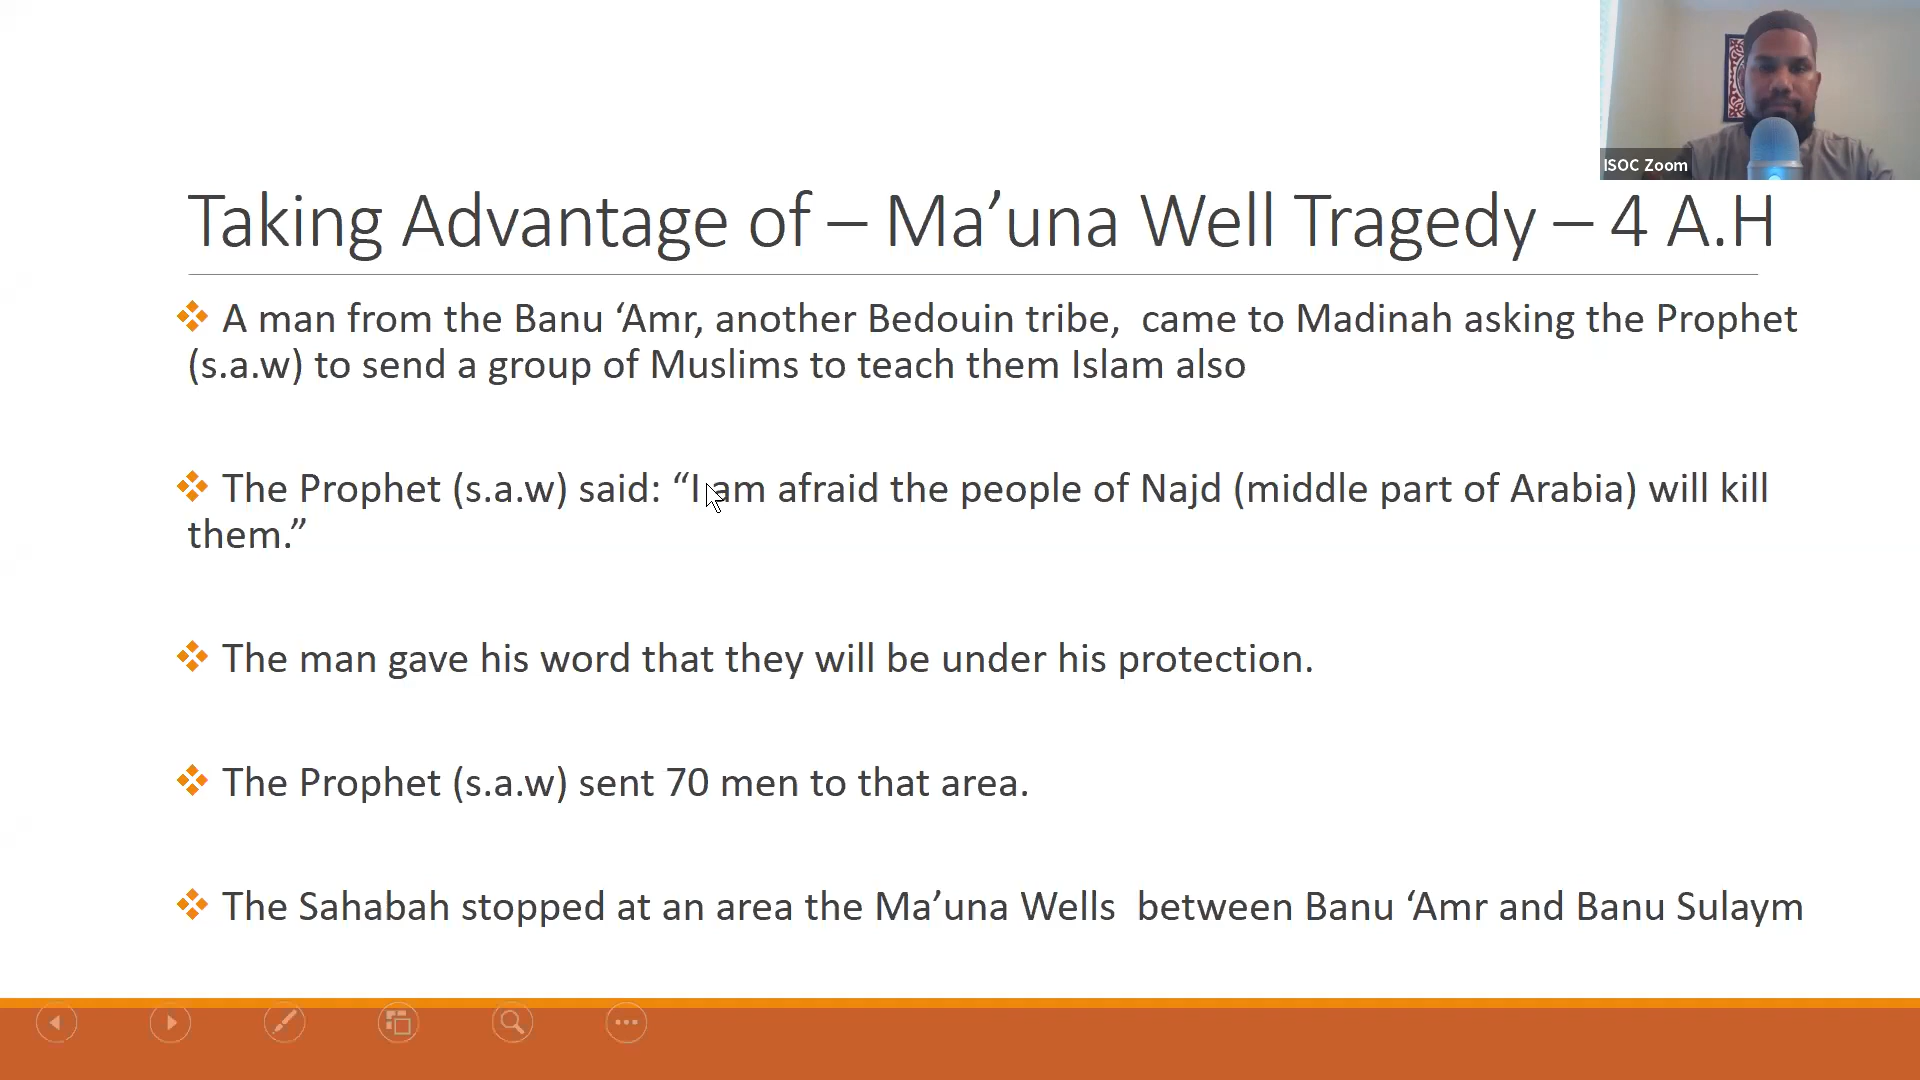 ISOC Zoom
Taking Advantage of – Ma’una Well Tragedy – 4 A.H
A man from the Banu ‘Amr, another Bedouin tribe,  came to Madinah asking the Prophet
(s.a.w) to send a group of Muslims to teach them Islam also
The Prophet (s.a.w) said: “I am afraid the people of Najd (middle part of Arabia) will kill
them.”
The man gave his word that they will be under his protection.
The Prophet (s.a.w) sent 70 men to that area.
The Sahabah stopped at an area the Ma’una Wells  between Banu ‘Amr and Banu Sulaym